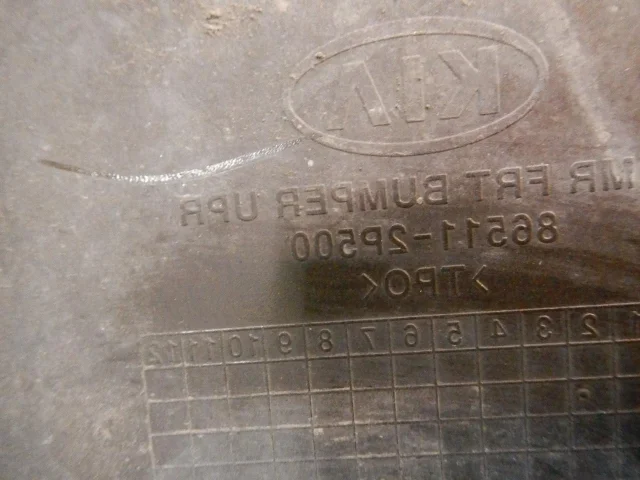 KIA
XMR FRT BUMPER UPR
86511-2P500
>TPO<
1 2 3 4 5 6 7 8 9 10 11 12